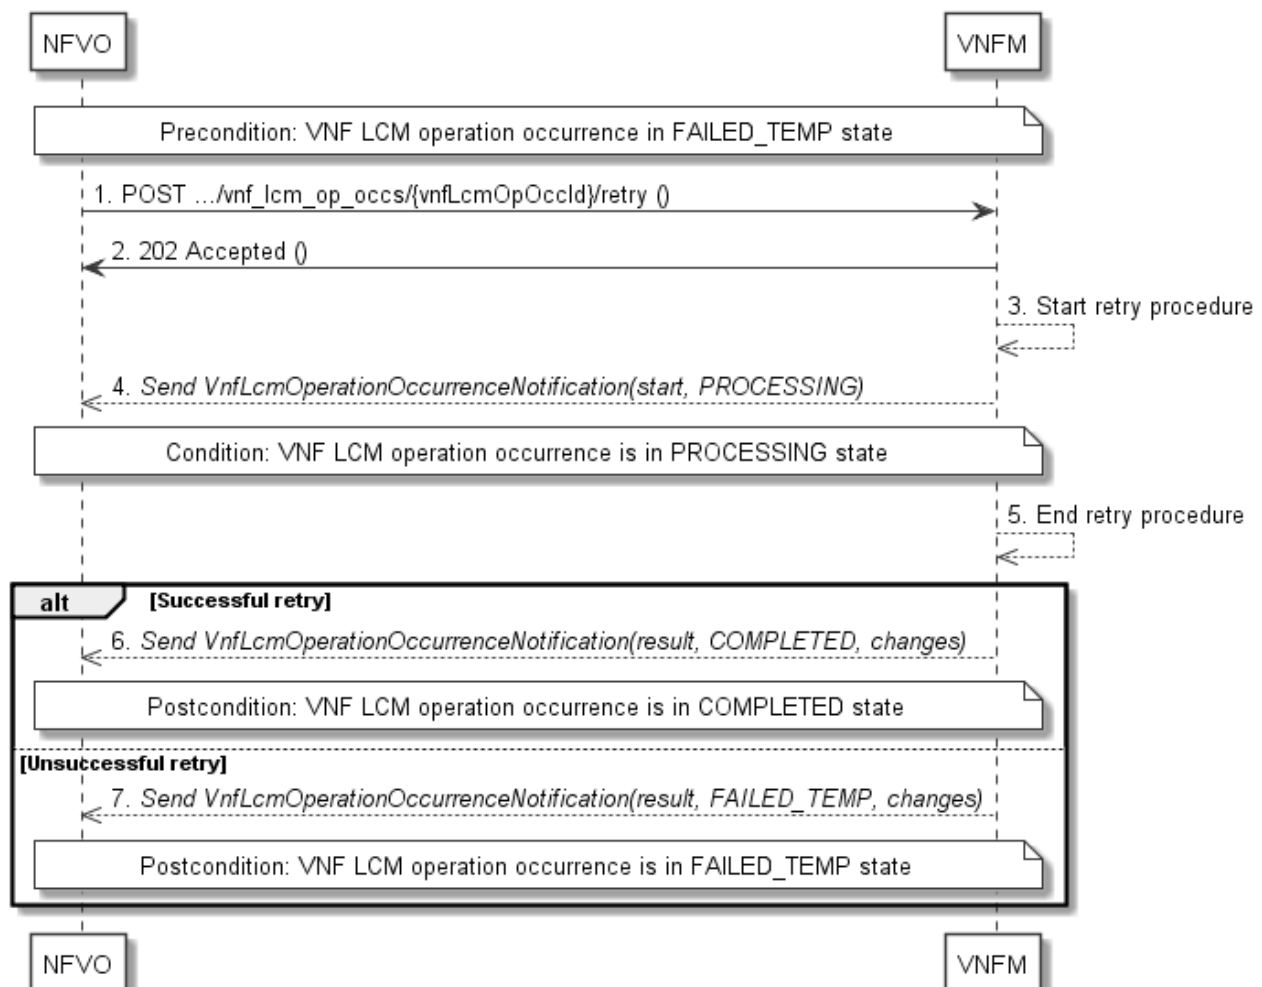 NFVO
VNFM
Precondition: VNF LCM operation occurrence in FAILED_TEMP state
1. POST .../vnf_lcm_op_occs/{vnfLcmOpOccId}/retry ()
2. 202 Accepted ()
3. Start retry procedure
4. Send VnfLcmOperationOccurrenceNotification(start, PROCESSING)
Condition: VNF LCM operation occurrence is in PROCESSING state
5. End retry procedure
alt
[Successful retry]
6. Send VnfLcmOperationOccurrenceNotification(result, COMPLETED, changes)
Postcondition: VNF LCM operation occurrence is in COMPLETED state
[Unsuccessful retry]
7. Send VnfLcmOperationOccurrenceNotification(result, FAILED_TEMP, changes)
Postcondition: VNF LCM operation occurrence is in FAILED_TEMP state
NFVO
VNFM